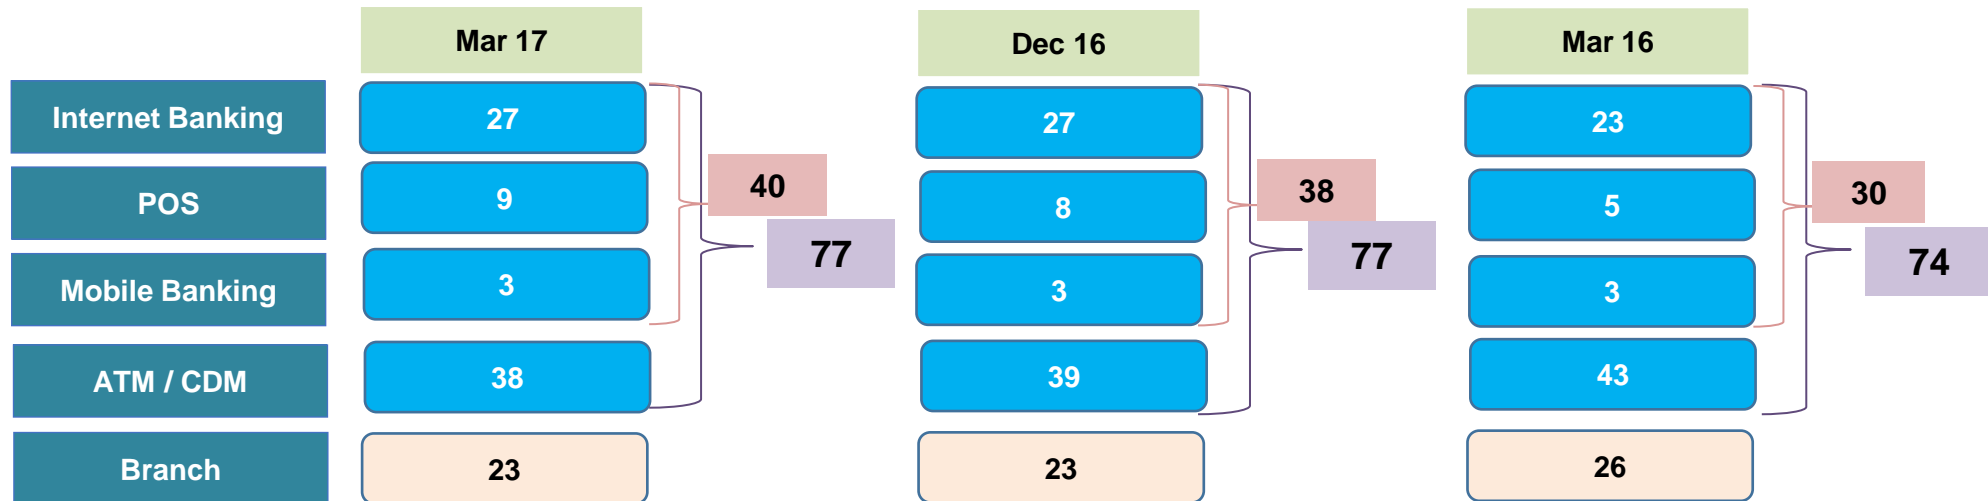 Mar 17 Dec 16 Mar 16
Internet Banking 27 27 23
POS 9 40 8 38 5 30
77 77 74
Mobile Banking 3 3 3
ATM / CDM 38 39 43
Branch 23 23 26